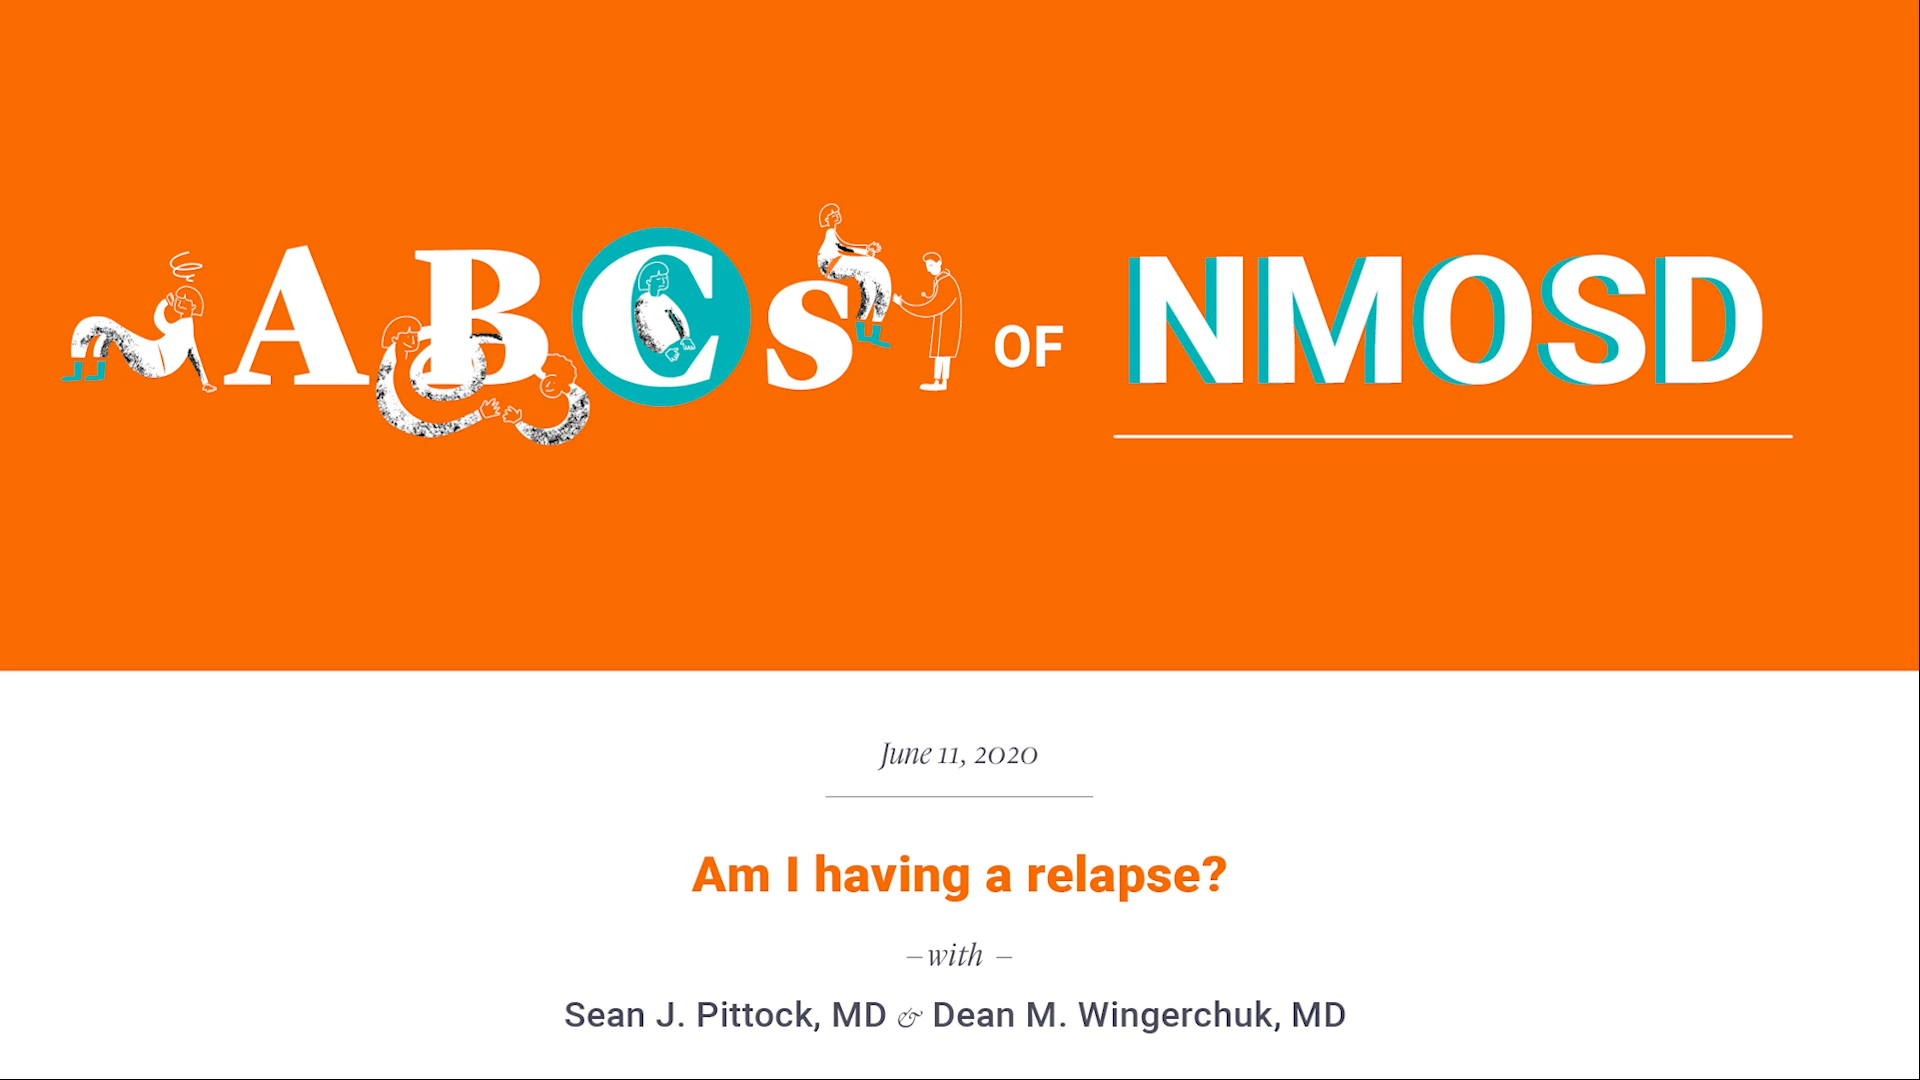 ABCs OF NMOSD
June 11, 2020
Am I having a relapse?
– with –
Sean J. Pittock, MD & Dean M. Wingerchuk, MD